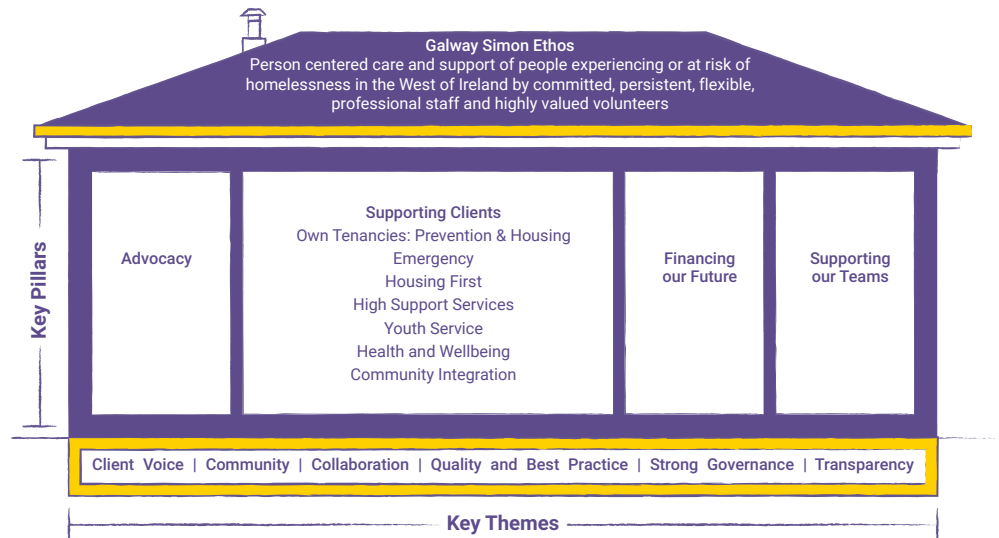 Galway Simon Ethos
Person centered care and support of people experiencing or at risk of
homelessness in the West of Ireland by committed, persistent, flexible,
professional staff and highly valued volunteers
Key Pillars
Advocacy
Supporting Clients
Own Tenancies: Prevention & Housing
Emergency
Housing First
High Support Services
Youth Service
Health and Wellbeing
Community Integration
Financing
our Future
Supporting
our Teams
Client Voice | Community | Collaboration | Quality and Best Practice | Strong Governance | Transparency
Key Themes